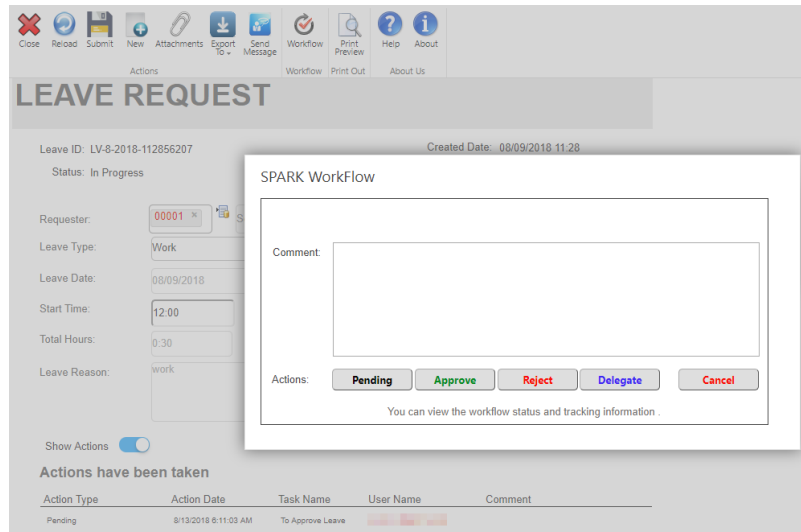 Close Reload Submit New Attachments Export To Send Message Workflow Print Preview Help About
Actions Workflow Print Out About Us
LEAVE REQUEST
Leave ID: LV-8-2018-112856207 Created Date: 08/09/2018 11:28
Status: In Progress
SPARK WorkFlow
Requester: 00001 × S
Leave Type: Work
Comment:
Leave Date: 08/09/2018
Start Time: 12:00
Total Hours: 0:30
Leave Reason: work
Actions: Pending Approve Reject Delegate Cancel
You can view the workflow status and tracking information .
Show Actions
Actions have been taken
Action Type Action Date Task Name User Name Comment
Pending 8/13/2018 6:11:03 AM To Approve Leave